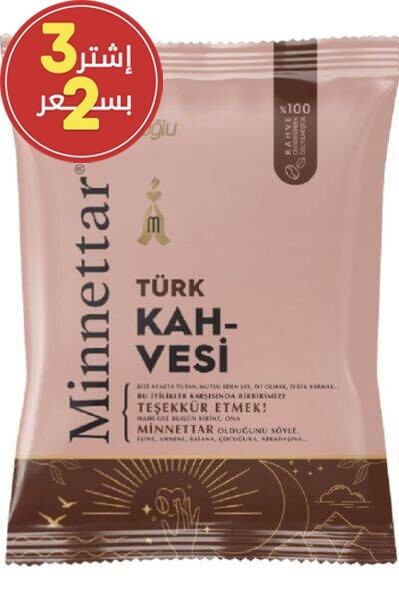 إشتر 3
بسعر 2
Minnettar®
%100
KAHVE
m
TÜRK
KAH-
VESİ
BİZİ AYAKTA TUTAN, MUTLU EDEN ŞEY, İYİ OLMAK, İYİLİK YAPMAK...
BU İYİLİKLER KARŞISINDA BİRBİRİMİZE
TEŞEKKÜR ETMEK!
HADİ GEL BUGÜN BİRİNE, ONA
MİNNETTAR OLDUĞUNU SÖYLE.
EŞİNE, ANNENE, BABANA, ÇOCUĞUNA, ARKADAŞINA...